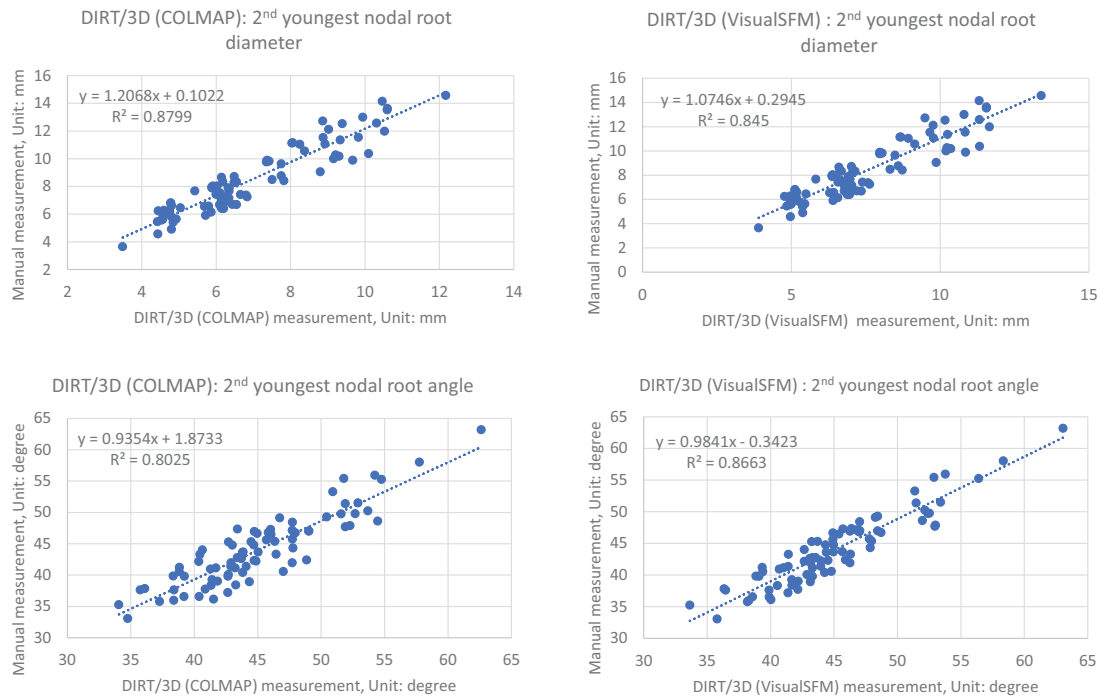 DIRT/3D (COLMAP): 2nd youngest nodal root
diameter
y = 1.2068x + 0.1022
R² = 0.8799
Manual measurement, Unit: mm
16
14
12
10
8
6
4
2
2 4 6 8 10 12 14
DIRT/3D (COLMAP) measurement, Unit: mm
DIRT/3D (VisualSFM) : 2nd youngest nodal root
diameter
y = 1.0746x + 0.2945
R² = 0.845
Manual measurement, Unit: mm
16
14
12
10
8
6
4
2
0
0 5 10 15
DIRT/3D (VisualSFM) measurement, Unit: mm
DIRT/3D (COLMAP): 2nd youngest nodal root angle
y = 0.9354x + 1.8733
R² = 0.8025
Manual measurement, Unit: degree
65
60
55
50
45
40
35
30
30 35 40 45 50 55 60 65
DIRT/3D (COLMAP) measurement, Unit: degree
DIRT/3D (VisualSFM) : 2nd youngest nodal root angle
y = 0.9841x - 0.3423
R² = 0.8663
Manual measurement, Unit: degree
65
60
55
50
45
40
35
30
30 35 40 45 50 55 60 65
DIRT/3D (VisualSFM) measurement, Unit: degree